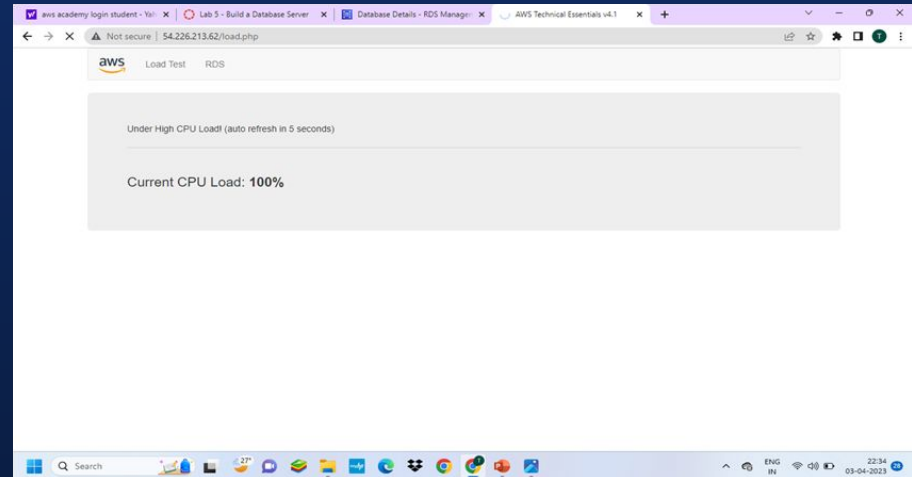 aws academy login student - Yah
Lab 5 - Build a Database Server
Database Details - RDS Managem
AWS Technical Essentials v4.1
Not secure | 54.226.213.62/load.php
T
aws Load Test RDS
Under High CPU Load! (auto refresh in 5 seconds)
Current CPU Load: 100%
Search
27°
ENG
IN
22:34
03-04-2023
28